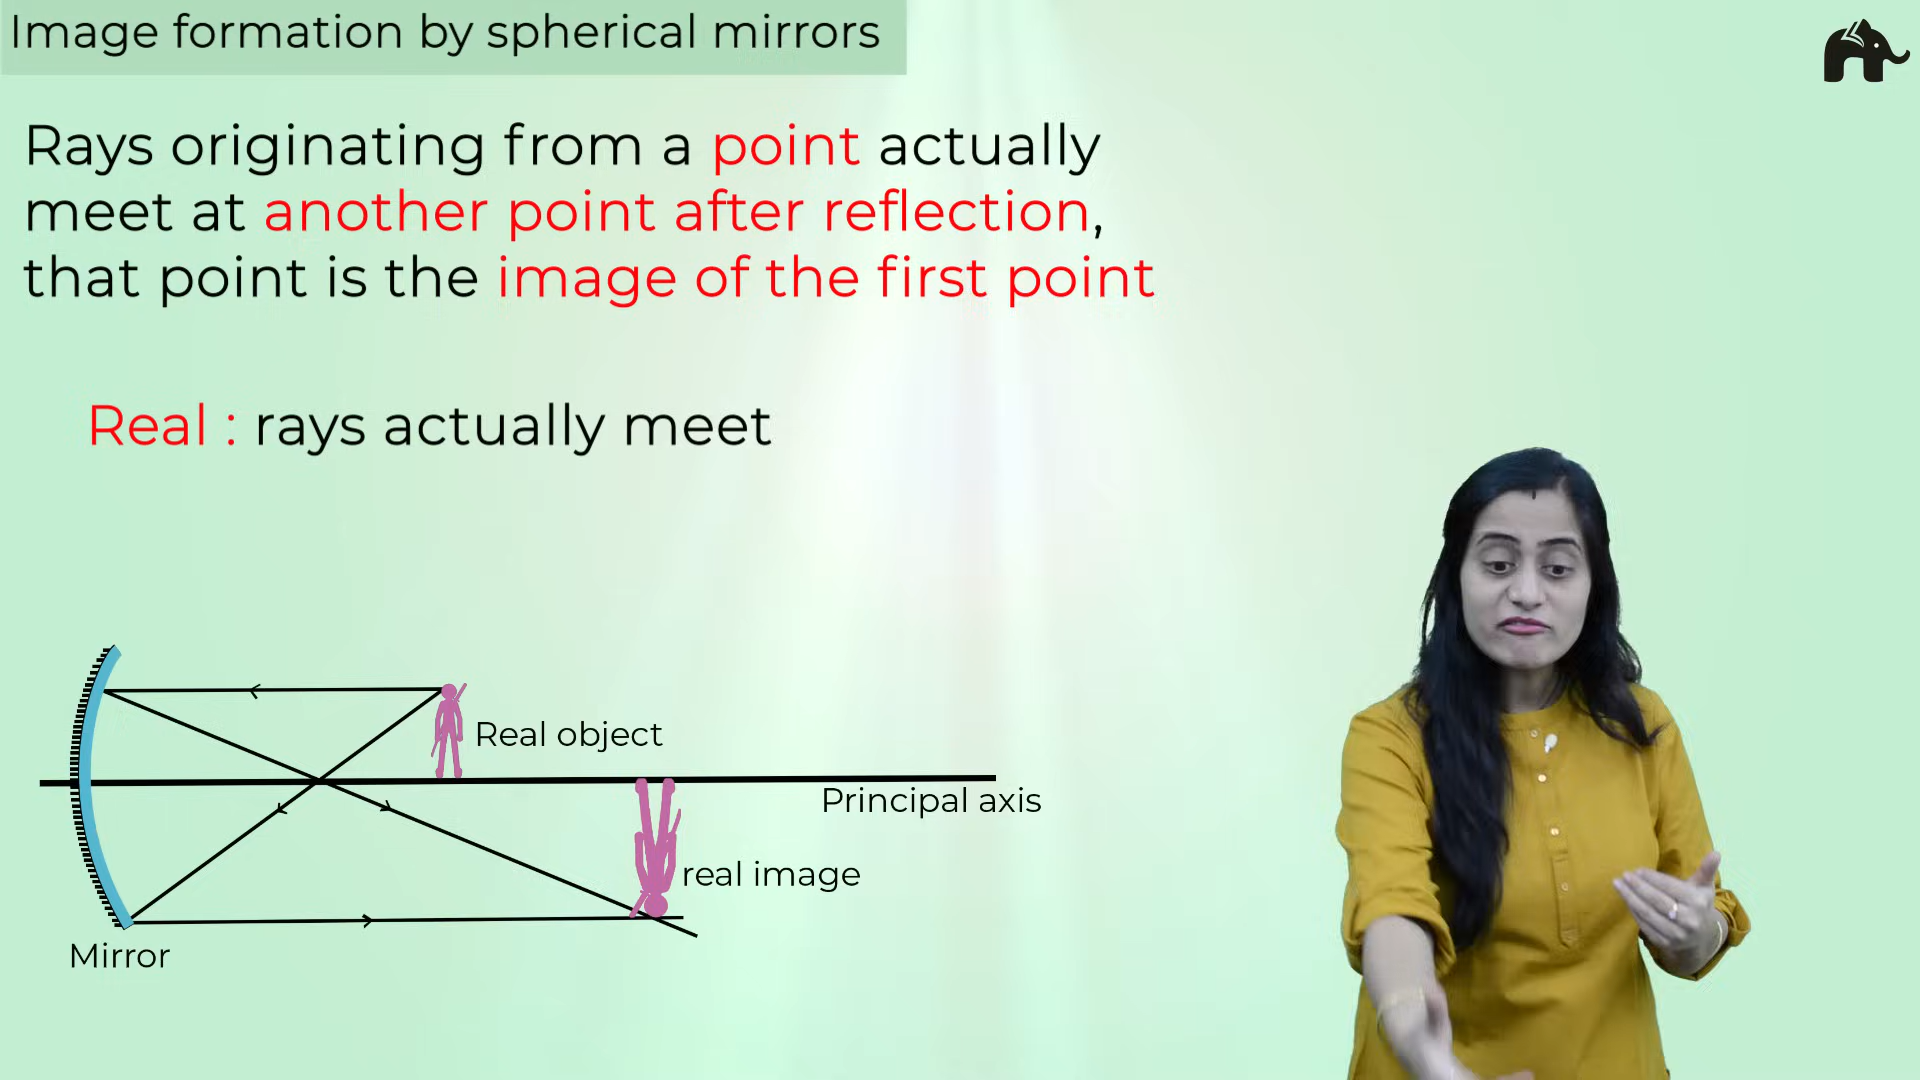 Image formation by spherical mirrors
Rays originating from a point actually
meet at another point after reflection,
that point is the image of the first point
Real : rays actually meet
Real object
Principal axis
real image
Mirror